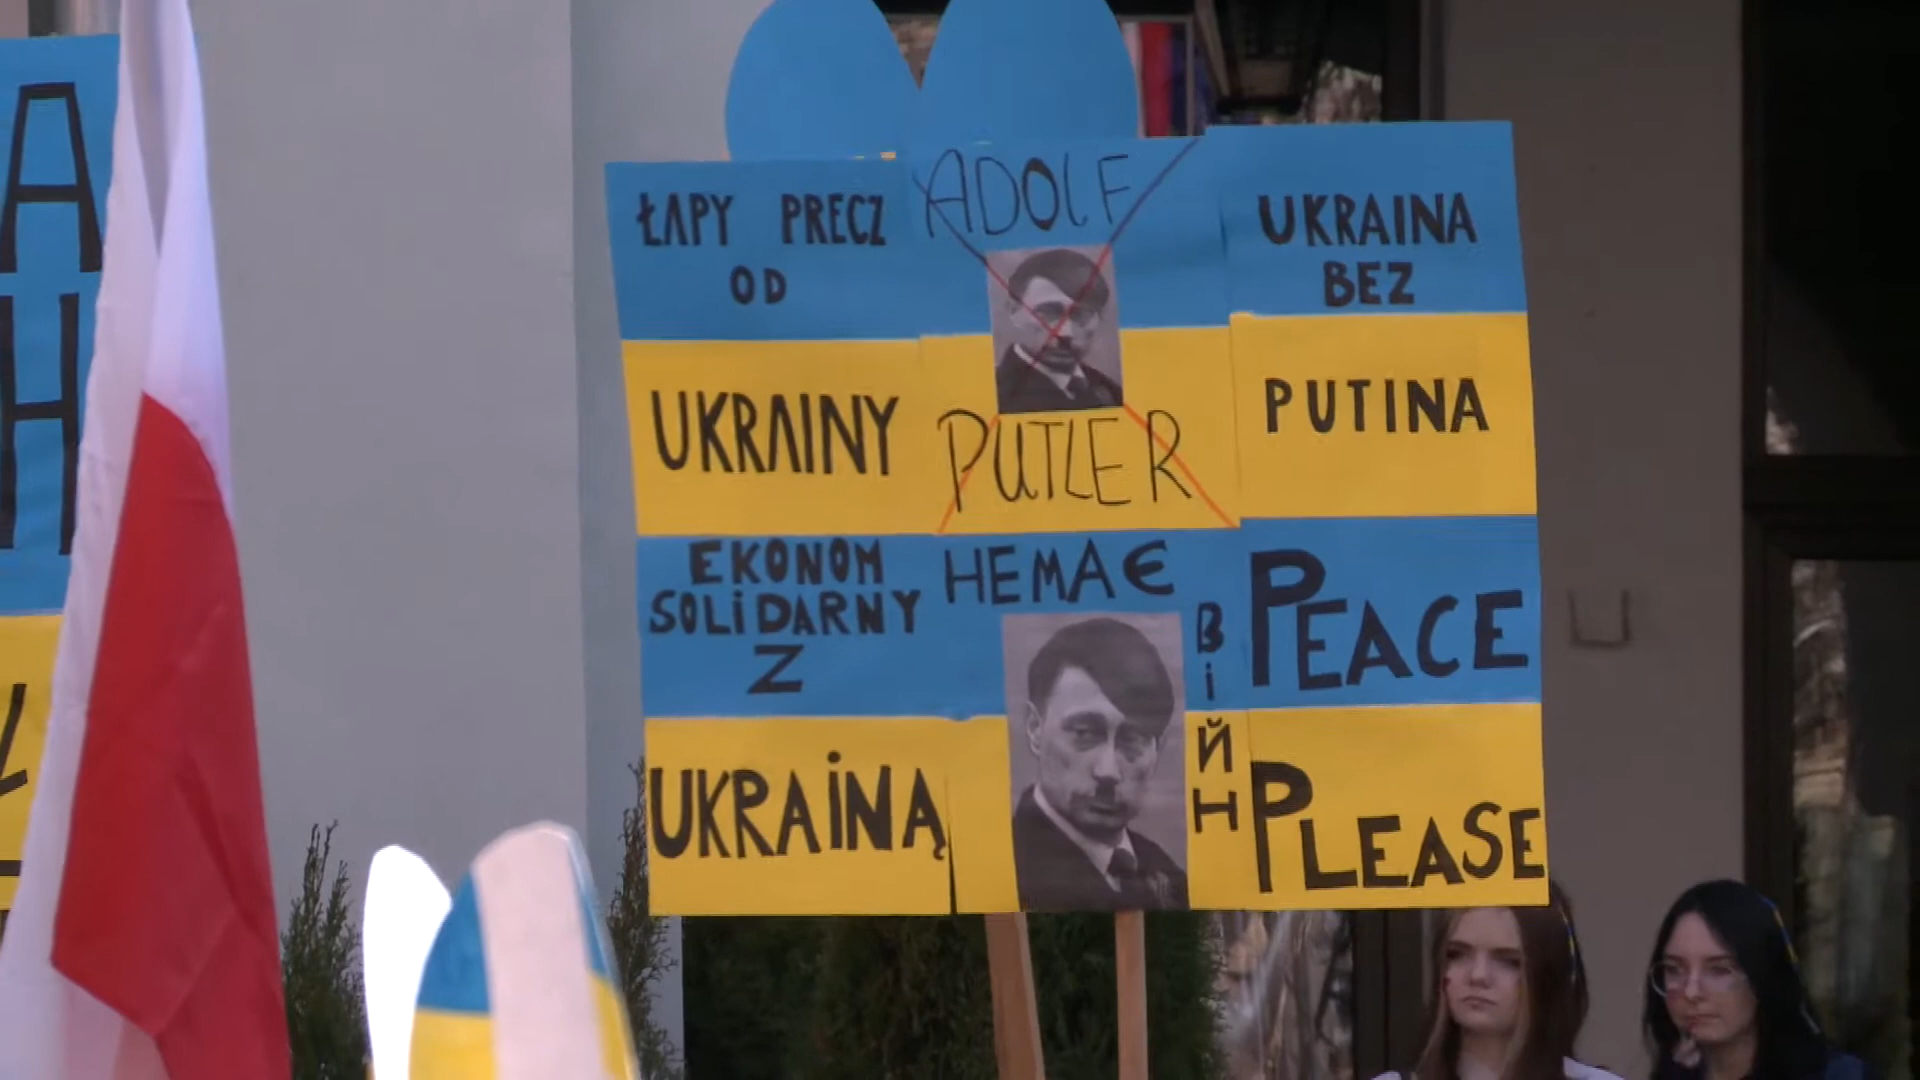 ŁAPY PRECZ
OD
UKRAINY
ADOLF
PUTLER
UKRAINA
BEZ
PUTINA
EKONOM
SOLiDARNY
Z
UKRAiNĄ
НЕМАЄ
ВіЙН
PEACE
PLEASE
А
Н